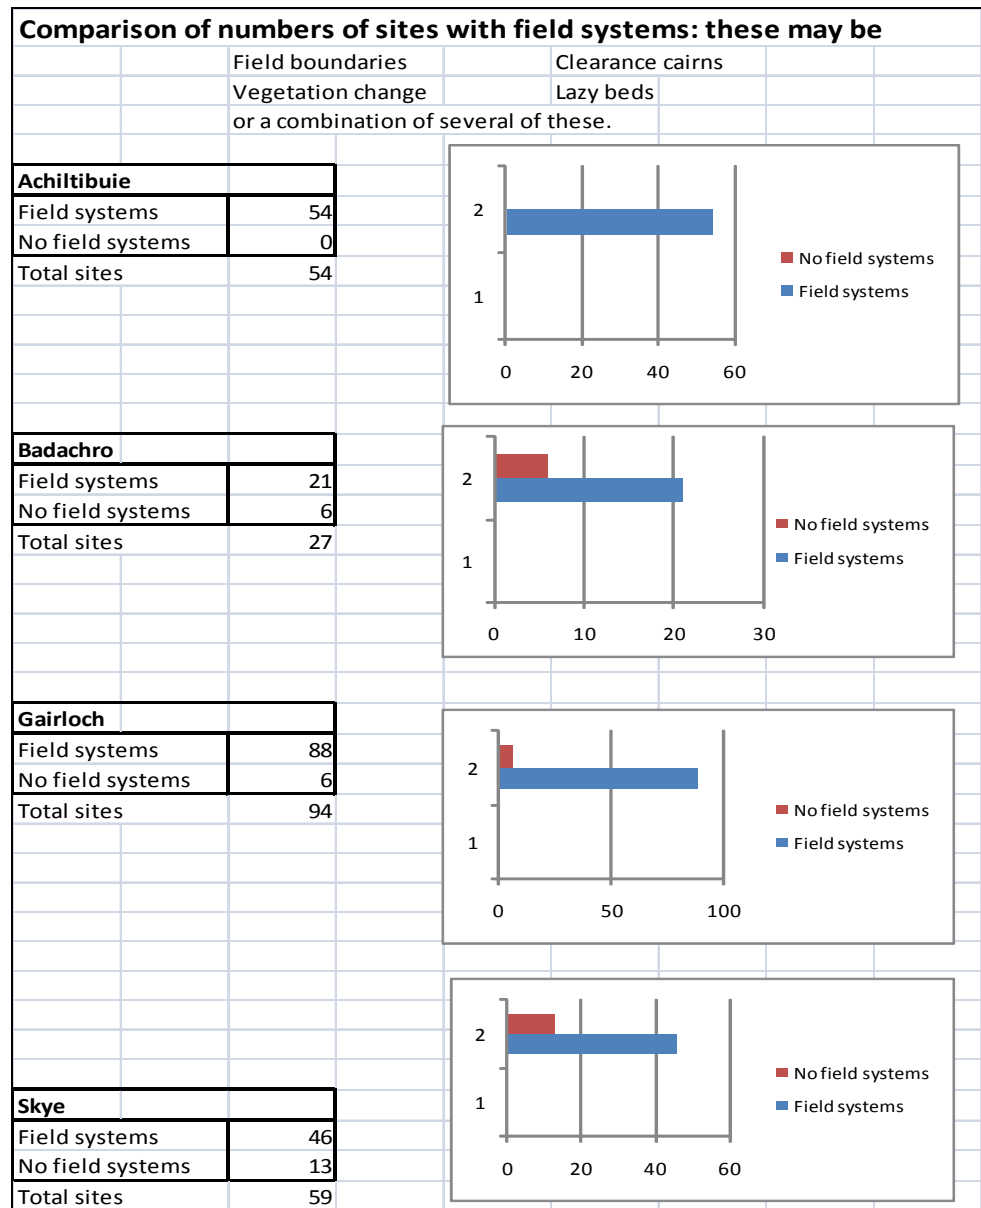 Comparison of numbers of sites with field systems: these may be
Field boundaries Clearance cairns
Vegetation change Lazy beds
or a combination of several of these.
Achiltibuie
Field systems 54
No field systems 0
Total sites 54
2
1
0 20 40 60
No field systems
Field systems
Badachro
Field systems 21
No field systems 6
Total sites 27
2
1
0 10 20 30
No field systems
Field systems
Gairloch
Field systems 88
No field systems 6
Total sites 94
2
1
0 50 100
No field systems
Field systems
Skye
Field systems 46
No field systems 13
Total sites 59
2
1
0 20 40 60
No field systems
Field systems